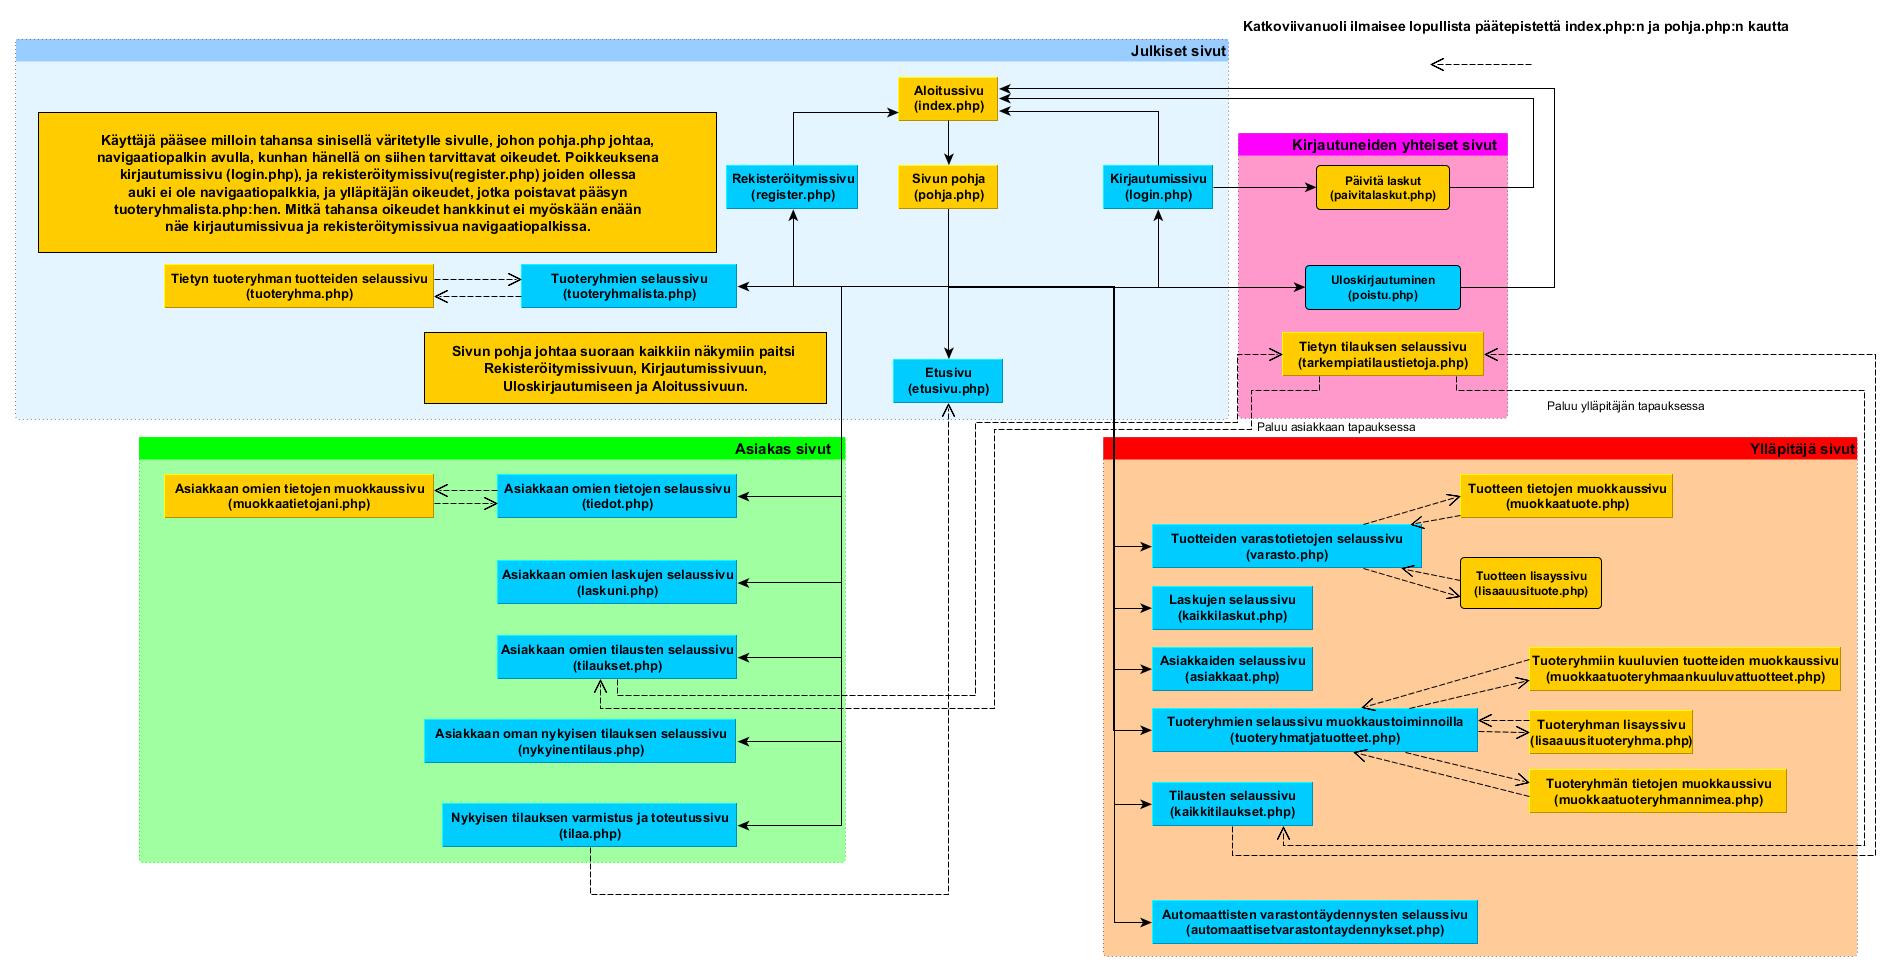 Katkoviivanuoli ilmaisee lopullista päätepistettä index.php:n ja pohja.php:n kautta
Julkiset sivut
Aloitussivu
(index.php)
Käyttäjä pääsee milloin tahansa sinisellä väritetylle sivulle, johon pohja.php johtaa,
navigaatiopalkin avulla, kunhan hänellä on siihen tarvittavat oikeudet. Poikkeuksena
kirjautumissivu (login.php), ja rekisteröitymissivu(register.php) joiden ollessa
auki ei ole navigaatiopalkkia, ja ylläpitäjän oikeudet, jotka poistavat pääsyn
tuoteryhmalista.php:hen. Mitkä tahansa oikeudet hankkinut ei myöskään enään
näe kirjautumissivua ja rekisteröitymissivua navigaatiopalkissa.
Rekisteröitymissivu
(register.php)
Sivun pohja
(pohja.php)
Kirjautumissivu
(login.php)
Kirjautuneiden yhteiset sivut
Päivitä laskut
(paivitalaskut.php)
Tietyn tuoteryhman tuotteiden selaussivu
(tuoteryhma.php)
Tuoteryhmien selaussivu
(tuoteryhmalista.php)
Uloskirjautuminen
(poistu.php)
Sivun pohja johtaa suoraan kaikkiin näkymiin paitsi
Rekisteröitymissivuun, Kirjautumissivuun,
Uloskirjautumiseen ja Aloitussivuun.
Etusivu
(etusivu.php)
Tietyn tilauksen selaussivu
(tarkempiatilaustietoja.php)
Paluu ylläpitäjän tapauksessa
Paluu asiakkaan tapauksessa
Asiakas sivut
Asiakkaan omien tietojen muokkaussivu
(muokkaatietojani.php)
Asiakkaan omien tietojen selaussivu
(tiedot.php)
Asiakkaan omien laskujen selaussivu
(laskuni.php)
Asiakkaan omien tilausten selaussivu
(tilaukset.php)
Asiakkaan oman nykyisen tilauksen selaussivu
(nykyinentilaus.php)
Nykyisen tilauksen varmistus ja toteutussivu
(tilaa.php)
Ylläpitäjä sivut
Tuotteen tietojen muokkaussivu
(muokkaatuote.php)
Tuotteiden varastotietojen selaussivu
(varasto.php)
Tuotteen lisayssivu
(lisaauusituote.php)
Laskujen selaussivu
(kaikkilaskut.php)
Asiakkaiden selaussivu
(asiakkaat.php)
Tuoteryhmiin kuuluvien tuotteiden muokkaussivu
(muokkaatuoteryhmaankuuluvattuotteet.php)
Tuoteryhmien selaussivu muokkaustoiminnoilla
(tuoteryhmatjatuotteet.php)
Tuoteryhman lisayssivu
(lisaauusituoteryhma.php)
Tuoteryhmän tietojen muokkaussivu
(muokkaatuoteryhmannimea.php)
Tilausten selaussivu
(kaikkitilaukset.php)
Automaattisten varastontäydennysten selaussivu
(automaattisetvarastontaydennykset.php)